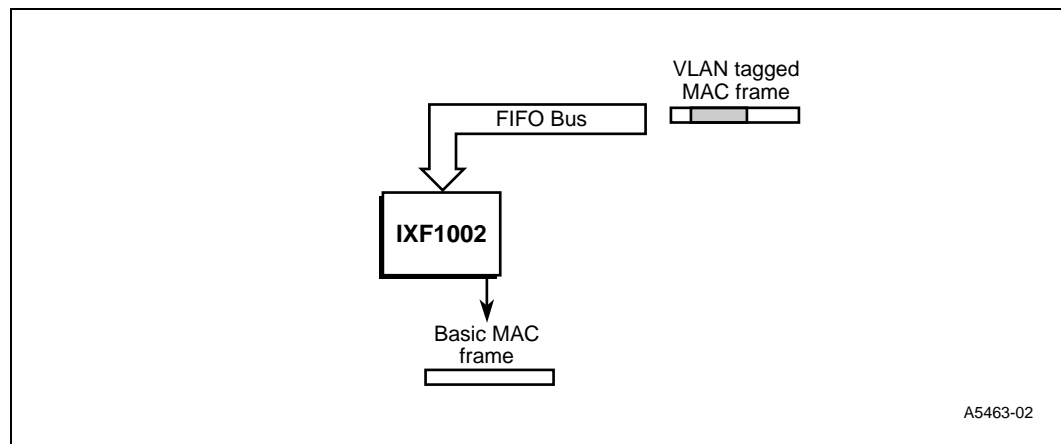 VLAN tagged
MAC frame
FIFO Bus
IXF1002
Basic MAC
frame
A5463-02